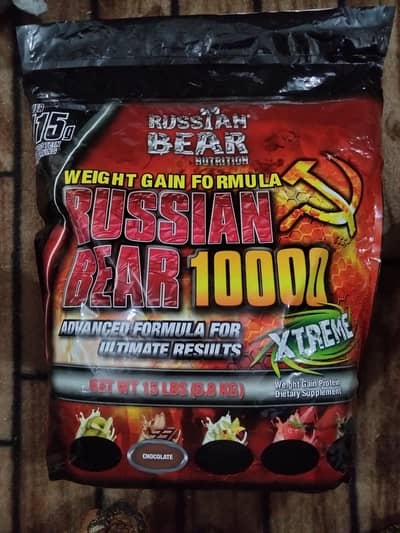 115g
RUSSIAN
BEAR
NUTRITION
WEIGHT GAIN FORMULA
RUSSIAN
BEAR 10000
ADVANCED FORMULA FOR
ULTIMATE RESULTS
XTREME
NET WT 15 LBS (6.8 KG)
Weight Gain Protein
Dietary Supplement
CHOCOLATE